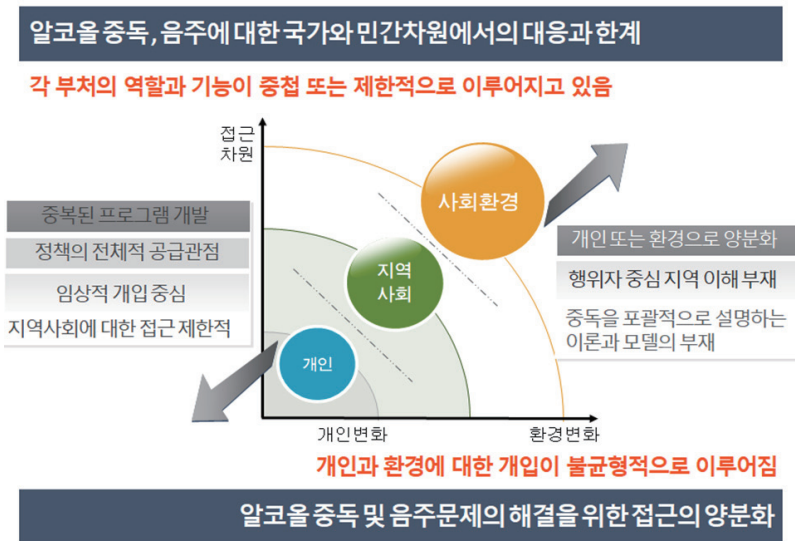 알코올 중독, 음주에 대한 국가와 민간차원에서의 대응과 한계
각 부처의 역할과 기능이 중첩 또는 제한적으로 이루어지고 있음
접근
차원
사회환경
중복된 프로그램 개발
정책의 전체적 공급관점
임상적 개입 중심
지역사회에 대한 접근 제한적
지역
사회
개인 또는 환경으로 양분화
행위자 중심 지역 이해 부재
중독을 포괄적으로 설명하는
이론과 모델의 부재
개인
개인변화
환경변화
개인과 환경에 대한 개입이 불균형적으로 이루어짐
알코올 중독 및 음주문제의 해결을 위한 접근의 양분화